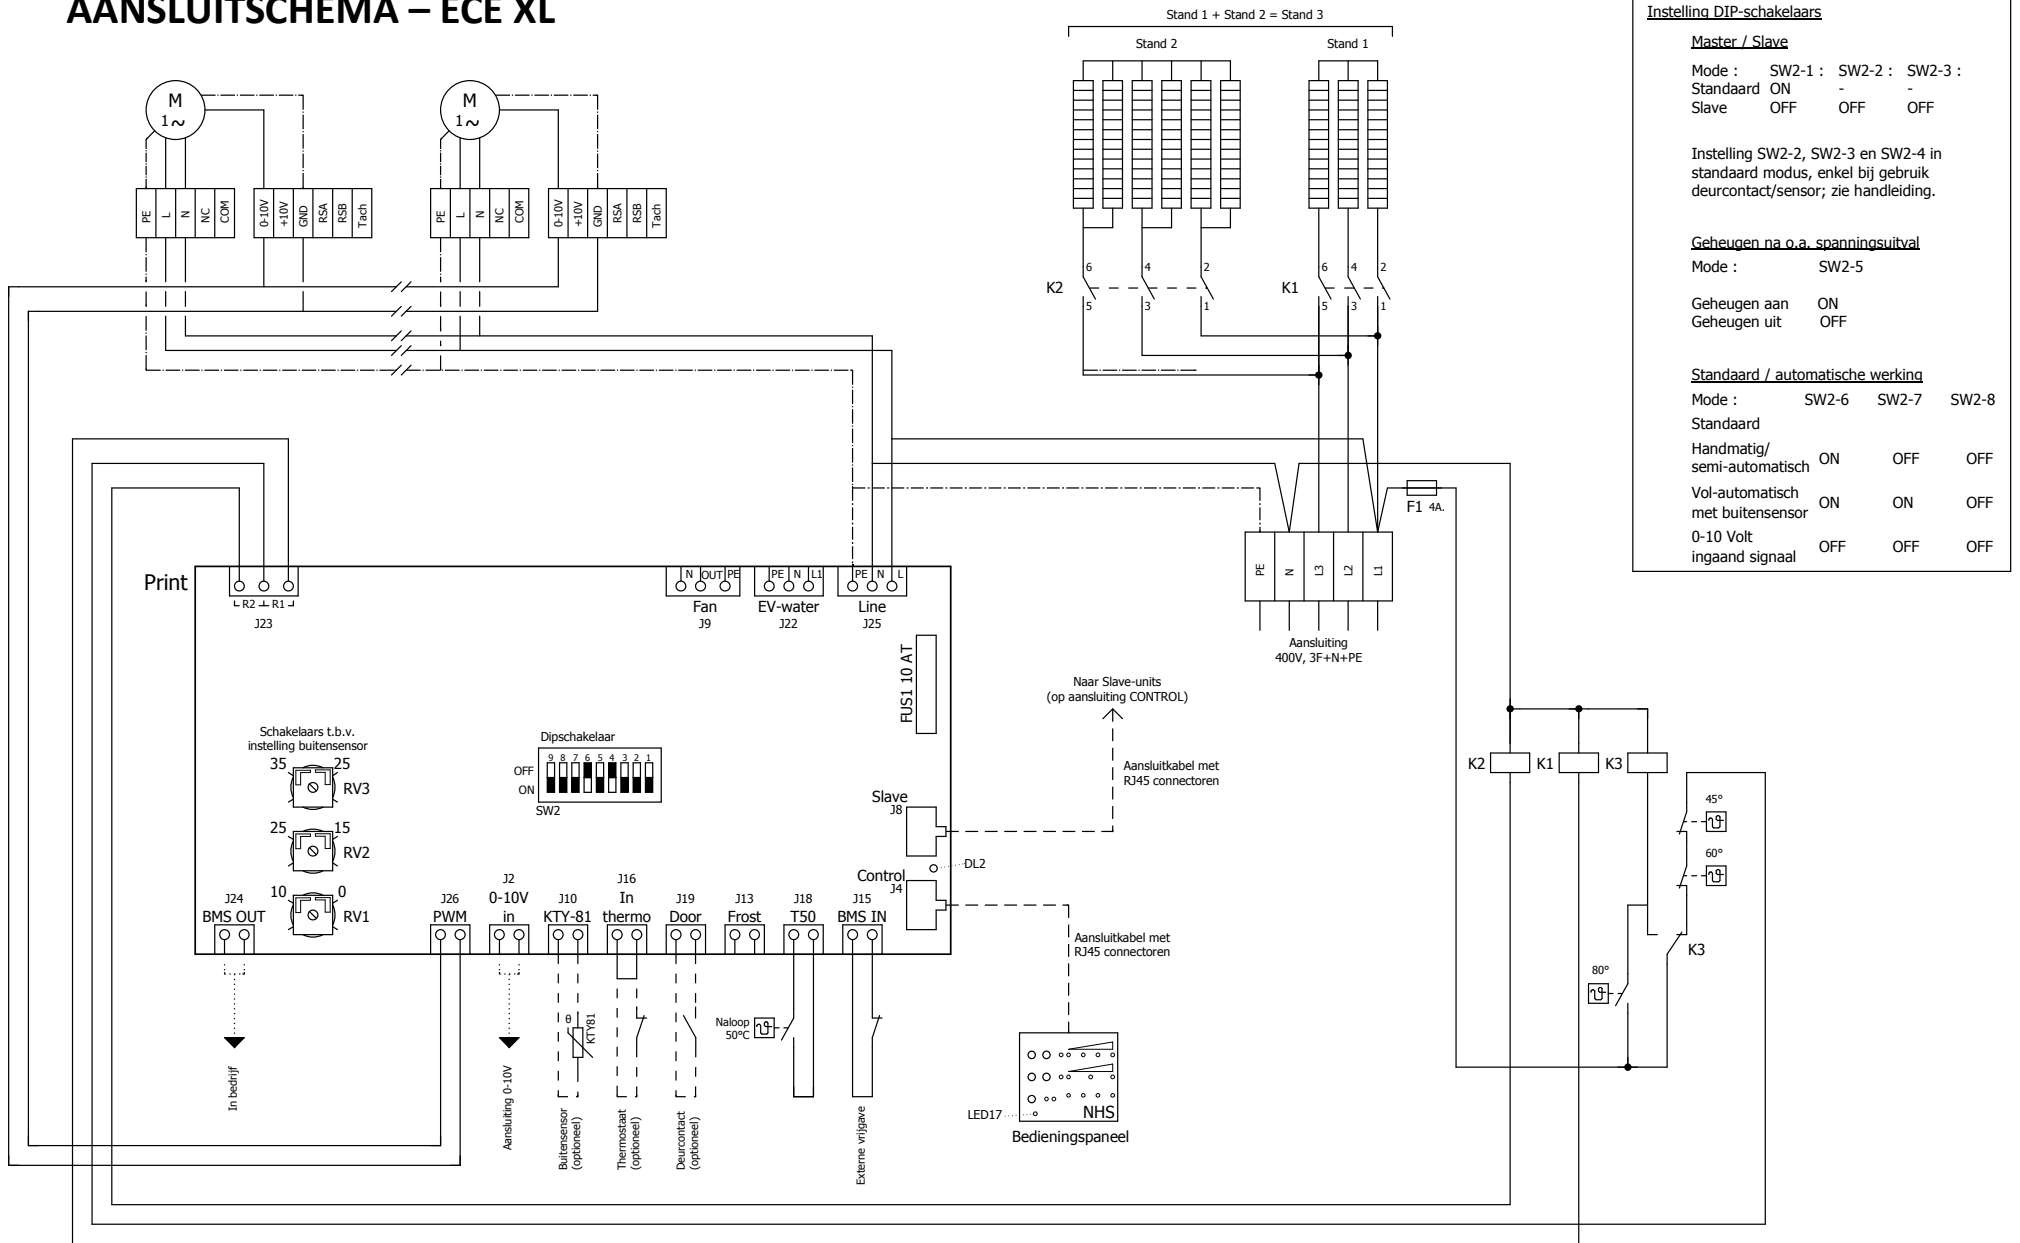 AANSLUITSCHEMA – ECE XL
Stand 1 + Stand 2 = Stand 3
Stand 2
Stand 1
Instelling DIP-schakelaars
Master / Slave
Mode : SW2-1 : SW2-2 : SW2-3 :
Standaard ON - -
Slave OFF OFF OFF
Instelling SW2-2, SW2-3 en SW2-4 in
standaard modus, enkel bij gebruik
deurcontact/sensor; zie handleiding.
Geheugen na o.a. spanningsuitval
Mode : SW2-5
Geheugen aan ON
Geheugen uit OFF
Standaard / automatische werking
Mode : SW2-6 SW2-7 SW2-8
Standaard
Handmatig/
semi-automatisch ON OFF OFF
Vol-automatisch
met buitensensor ON ON OFF
0-10 Volt
ingaand signaal OFF OFF OFF
M
1~
M
1~
PE L N NC COM
0-10V +10V GND RSA RSB Tach
PE L N NC COM
0-10V +10V GND RSA RSB Tach
K2
6 4 2
5 3 1
K1
6 4 2
5 3 1
F1 4A.
PE N L3 L2 L1
Aansluiting
400V, 3F+N+PE
Print
R2 R1
J23
N OUT PE
Fan
J9
PE N L1
EV-water
J22
PE N L
Line
J25
FUS1 10 AT
Schakelaars t.b.v.
instelling buitensensor
35 25
RV3
25 15
RV2
10 0
RV1
Dipschakelaar
9 8 7 6 5 4 3 2 1
OFF
ON
SW2
Naar Slave-units
(op aansluiting CONTROL)
Aansluitkabel met
RJ45 connectoren
Slave
J8
DL2
Control
J4
Aansluitkabel met
RJ45 connectoren
J24
BMS OUT
J26
PWM
J2
0-10V
in
J10
KTY-81
J16
In
thermo
J19
Door
J13
Frost
J18
T50
J15
BMS IN
In bedrijf
Aansluiting 0-10V
θ
KTY81
Buitensensor
(optioneel)
Thermostaat
(optioneel)
Deurcontact
(optioneel)
Naloop
50°C
ϑ
Externe vrijgave
LED17
NHS
Bedieningspaneel
K2
K1
K3
45°
ϑ
60°
ϑ
K3
80°
ϑ